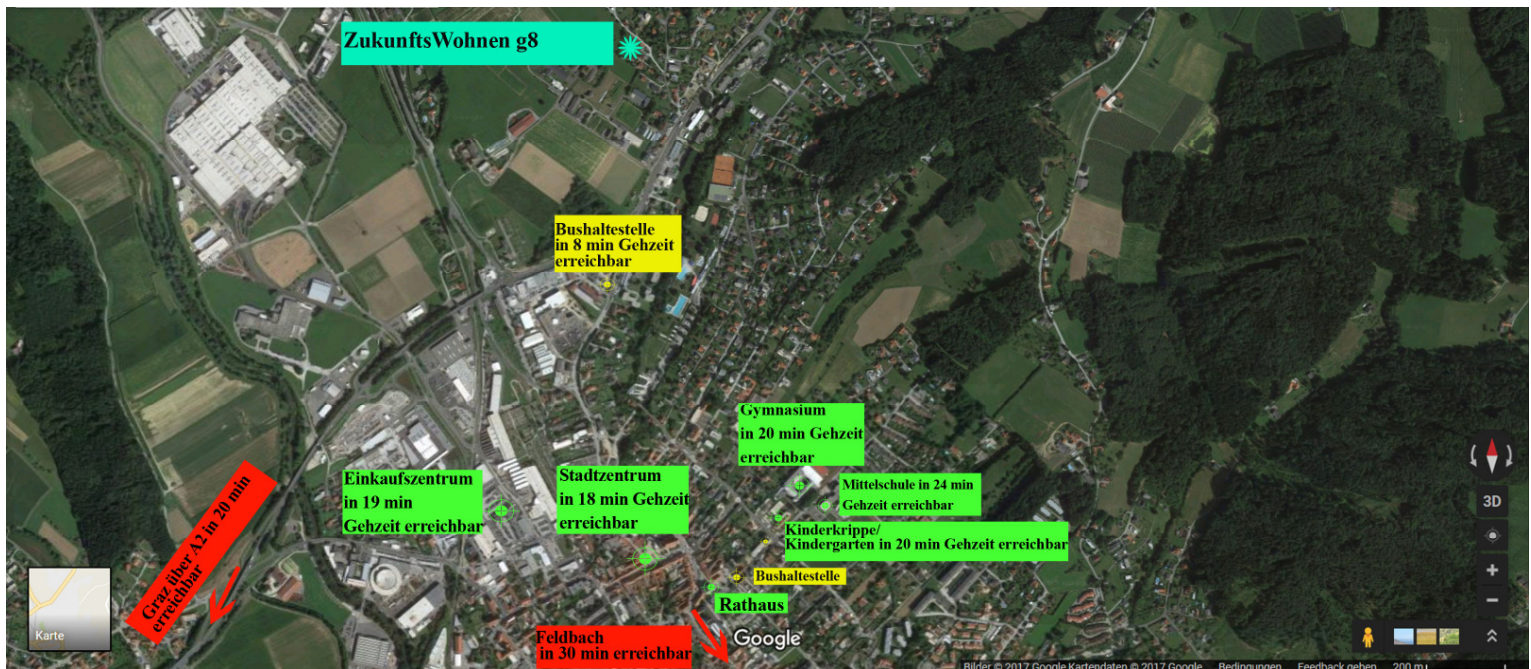 ZukunftsWohnen g8
Bushaltestelle
in 8 min Gehzeit
erreichbar
Gymnasium
in 20 min Gehzeit
erreichbar
Einkaufszentrum
in 19 min
Gehzeit erreichbar
Stadtzentrum
in 18 min Gehzeit
erreichbar
Mittelschule in 24 min
Gehzeit erreichbar
Kinderkrippe/
Kindergarten in 20 min Gehzeit erreichbar
Graz über A2 in 20 min
erreichbar
Bushaltestelle
Rathaus
Feldbach
in 30 min erreichbar
Google
Karte
3D
Bilder © 2017 Google Kartendaten © 2017 Google Bedingungen Feedback geben 200 m